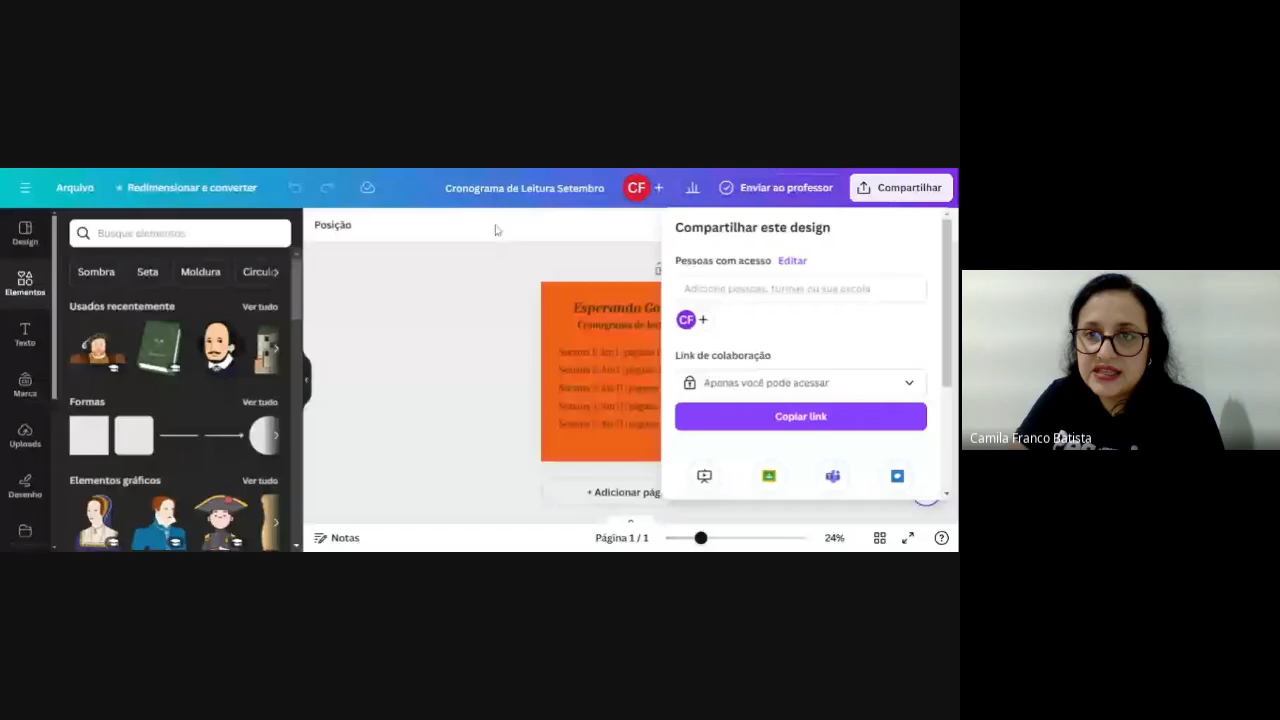 Arquivo
Redimensionar e converter
Cronograma de Leitura Setembro
CF
+
Enviar ao professor
Compartilhar
Design
Elementos
Texto
Marca
Uploads
Desenho
Busque elementos
Sombra
Seta
Moldura
Círculo
Usados recentemente
Ver tudo
Formas
Ver tudo
Elementos gráficos
Ver tudo
Posição
Esperando Go
Cronograma de lei
+ Adicionar pág
Notas
Página 1 / 1
24%
Compartilhar este design
Pessoas com acesso Editar
Adicione pessoas, turmas ou sua escola
CF +
Link de colaboração
Apenas você pode acessar
Copiar link
Camila Franco Batista